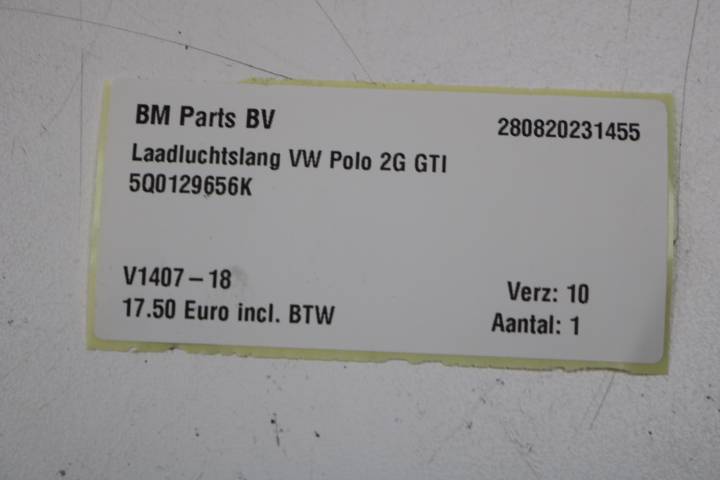 BM Parts BV
280820231455
Laadluchtslang VW Polo 2G GTI
5Q0129656K
V1407-18
Verz: 10
17.50 Euro incl. BTW
Aantal: 1